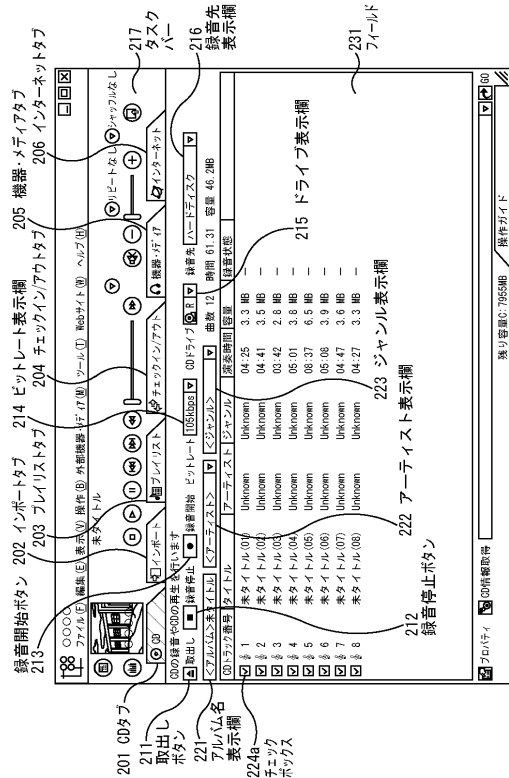 録音開始ボタン
213
202 インポートタブ
203 プレイリストタブ
214 ビットレート表示欄
204 チェックイン/アウトタブ
205 機器・メディアタブ
206 インターネットタブ
217
タスク
バー
216
録音先
表示欄
○○○○
ファイル(F) 編集(E) 表示(V) 操作(B) 外部機器・メディア(M) ツール(T) Webサイト(W) ヘルプ(H)
未タイトル
リピートなし シャッフルなし
CD インポート プレイリスト チェックイン/アウト 機器・メディア インターネット
CDの録音やCDの再生を行います
取出し 録音停止 録音開始 ビットレート 105kbps CDドライブ R 録音先 ハードディスク
<アルバム>未タイトル <アーティスト> <ジャンル> 曲数 12 時間 61.31 容量 46.2MB
CDトラック番号 タイトル アーティスト ジャンル 演奏時間 容量 録音状態
1 未タイトル(01) Unknown Unknown 04:25 3.3 MB −
2 未タイトル(02) Unknown Unknown 04:41 3.5 MB −
3 未タイトル(03) Unknown Unknown 03:42 2.8 MB −
4 未タイトル(04) Unknown Unknown 05:01 3.8 MB −
5 未タイトル(05) Unknown Unknown 08:37 6.5 MB −
6 未タイトル(06) Unknown Unknown 05:08 3.9 MB −
7 未タイトル(07) Unknown Unknown 04:47 3.6 MB −
8 未タイトル(08) Unknown Unknown 04:27 3.3 MB −
プロパティ CD情報取得 GO
残り容量C: 7955MB 操作ガイド
201 CDタブ
211
取出し
ボタン
221
アルバム名
表示欄
224a
チェック
ボックス
212
録音停止ボタン
222 アーティスト表示欄
223 ジャンル表示欄
215 ドライブ表示欄
231
フィールド